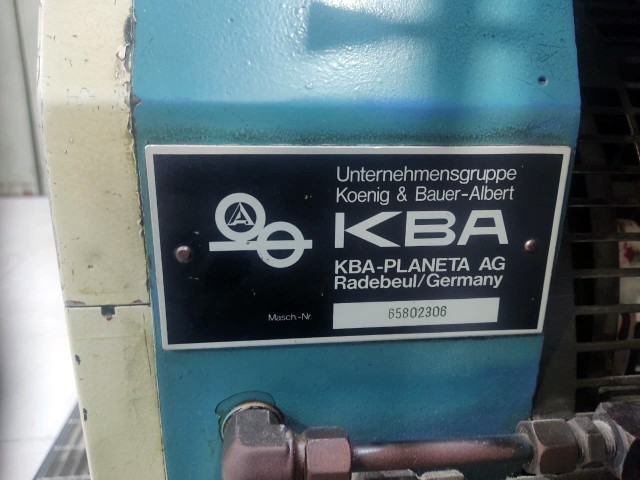 Unternehmensgruppe
Koenig & Bauer-Albert
KBA
KBA-PLANETA AG
Radebeul/Germany
Masch-Nr. 65802306